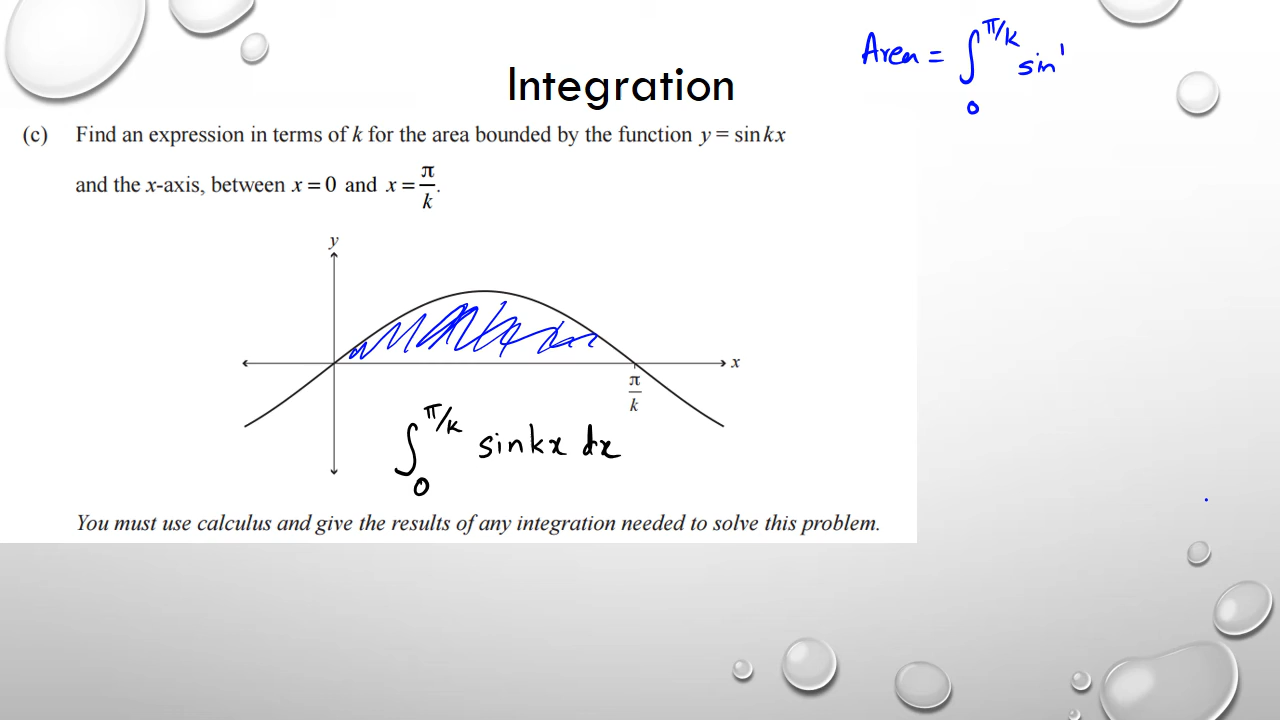 Integration
Area = ∫₀^π/k sin
(c) Find an expression in terms of k for the area bounded by the function y = sin kx
and the x-axis, between x = 0 and x = π/k.
y
x
π/k
∫₀^π/k sinkx dx
You must use calculus and give the results of any integration needed to solve this problem.